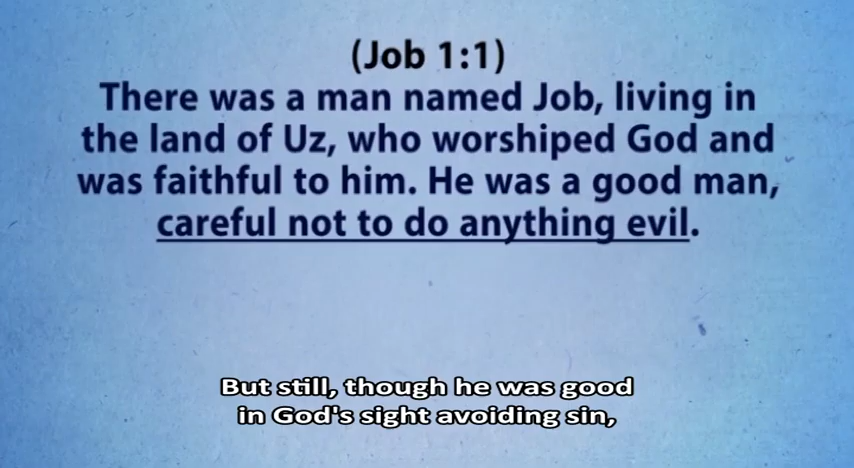 (Job 1:1)
There was a man named Job, living in
the land of Uz, who worshiped God and
was faithful to him. He was a good man,
careful not to do anything evil.
But still, though he was good
in God's sight avoiding sin,